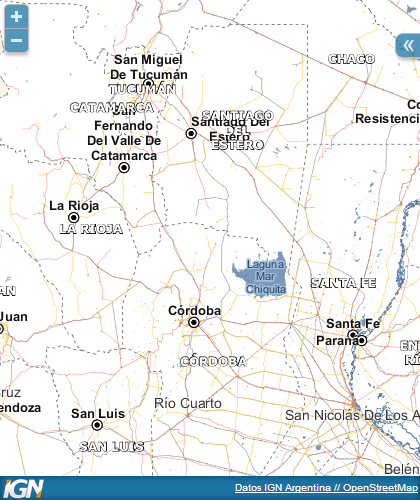 +
−
«
San Miguel
De Tucumán
TUCUMÁN
CHACO
CATAMARCA
San
Fernando
Del Valle De
Catamarca
SANTIAGO
DEL
ESTERO
Santiago Del
Estero
Co
Resistencia
La Rioja
LA RIOJA
Laguna
Mar
Chiquita
AN
SANTA FE
Juan
Córdoba
Santa Fe
Paraná
EN
RÍ
CÓRDOBA
ruz
endoza
Río Cuarto
San Luis
San Nicolás De Los A
SAN LUIS
Belén
IGN
Datos IGN Argentina // OpenStreetMap